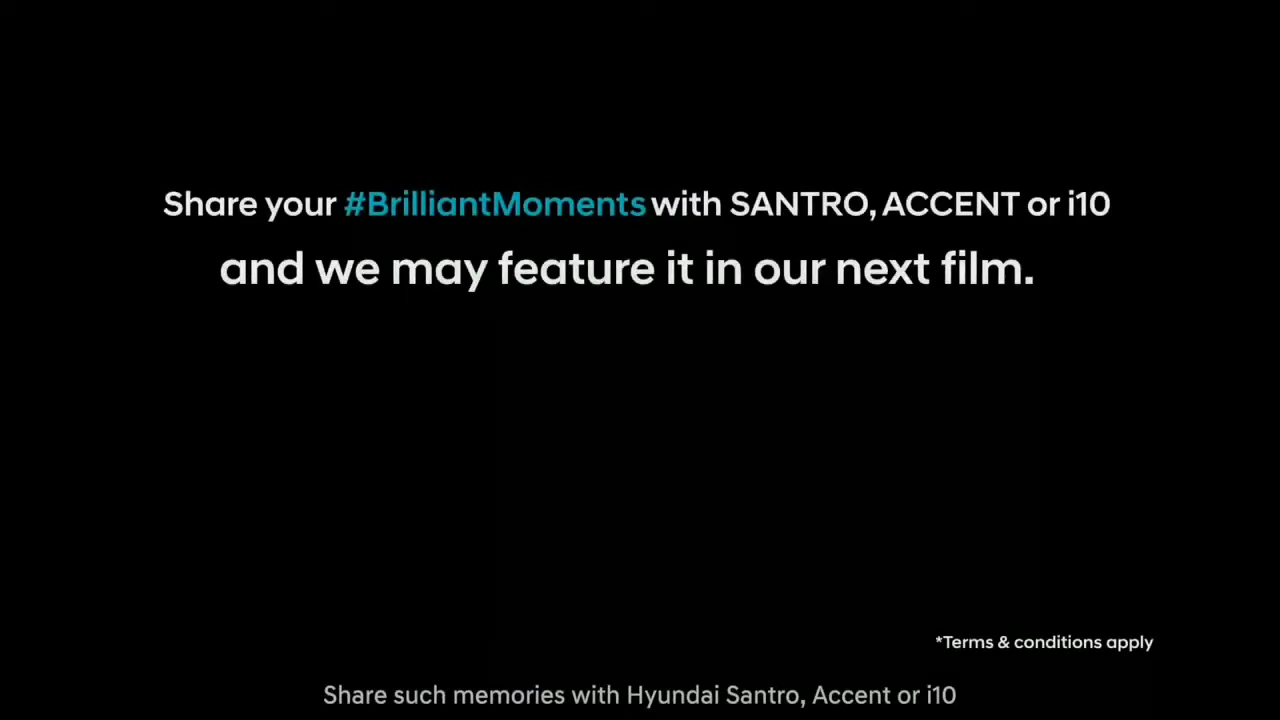 Share your #BrilliantMoments with SANTRO, ACCENT or i10
and we may feature it in our next film.
*Terms & conditions apply
Share such memories with Hyundai Santro, Accent or i10